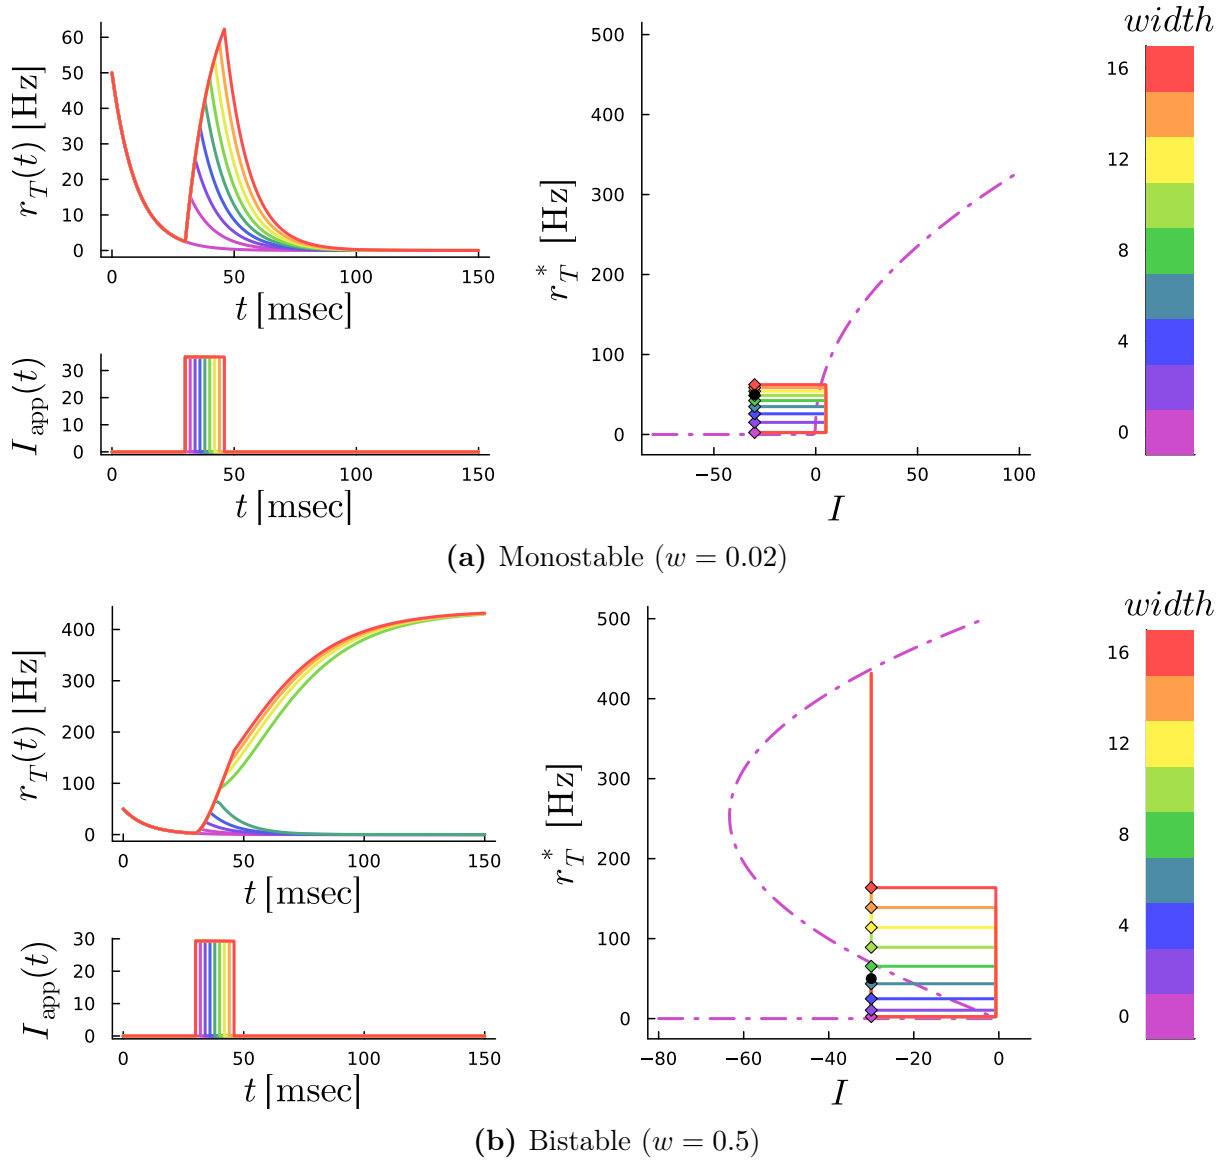 width
r_T(t) [Hz]
60
50
40
30
20
10
0
0 50 100 150
t [msec]
I_app(t)
30
20
10
0
0 50 100 150
t [msec]
r_T^* [Hz]
500
400
300
200
100
0
−50 0 50 100
I
16
12
8
4
0
(a) Monostable (w = 0.02)
width
r_T(t) [Hz]
400
300
200
100
0
0 50 100 150
t [msec]
I_app(t)
30
20
10
0
0 50 100 150
t [msec]
r_T^* [Hz]
500
400
300
200
100
0
−80 −60 −40 −20 0
I
16
12
8
4
0
(b) Bistable (w = 0.5)